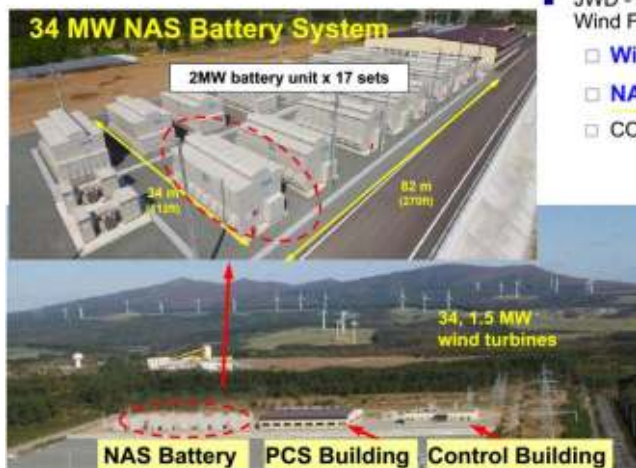 34 MW NAS Battery System
2MW battery unit x 17 sets
34 m
(112ft)
82 m
(270ft)
JWD -
Wind F
Wi
NA
CO
34, 1.5 MW
wind turbines
NAS Battery
PCS Building
Control Building